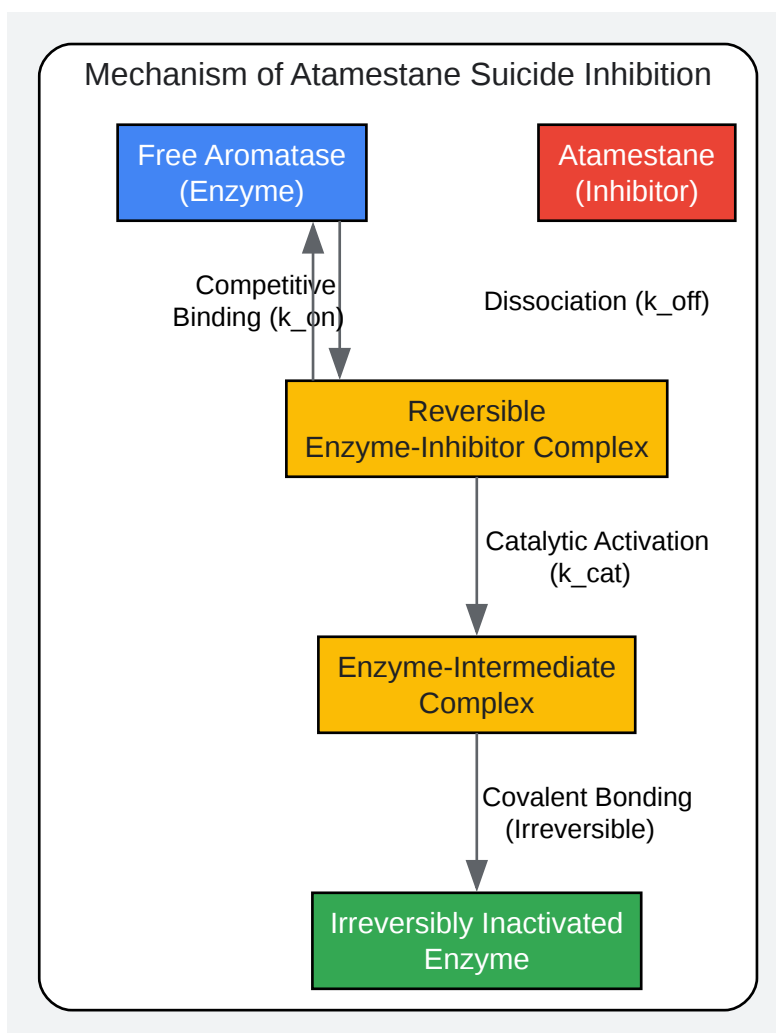 Mechanism of Atamestane Suicide Inhibition
Free Aromatase
(Enzyme)
Atamestane
(Inhibitor)
Competitive
Binding (k_on)
Dissociation (k_off)
Reversible
Enzyme-Inhibitor Complex
Catalytic Activation
(k_cat)
Enzyme-Intermediate
Complex
Covalent Bonding
(Irreversible)
Irreversibly Inactivated
Enzyme